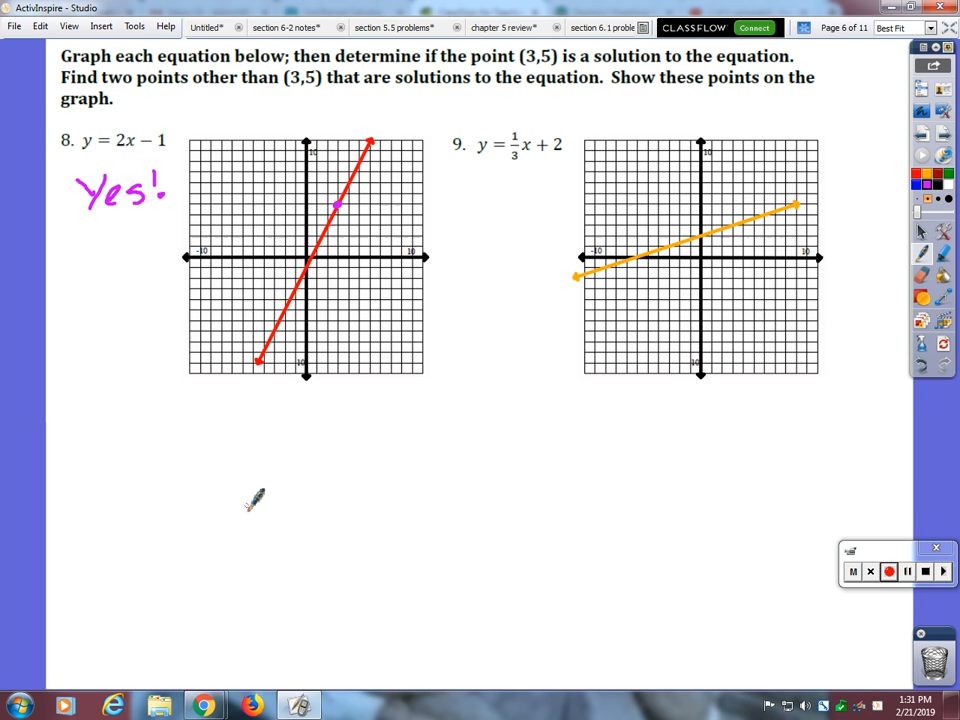 ActivInspire - Studio
File Edit View Insert Tools Help
Untitled* section 6-2 notes* section 5.5 problems* chapter 5 review* section 6.1 proble
CLASSFLOW Connect
Page 6 of 11
Best Fit
Graph each equation below; then determine if the point (3,5) is a solution to the equation.
Find two points other than (3,5) that are solutions to the equation. Show these points on the
graph.
8. y = 2x − 1
Yes!
10
-10 10
10
9. y = 1/3 x + 2
10
-10 10
10
M
1:31 PM
2/21/2019